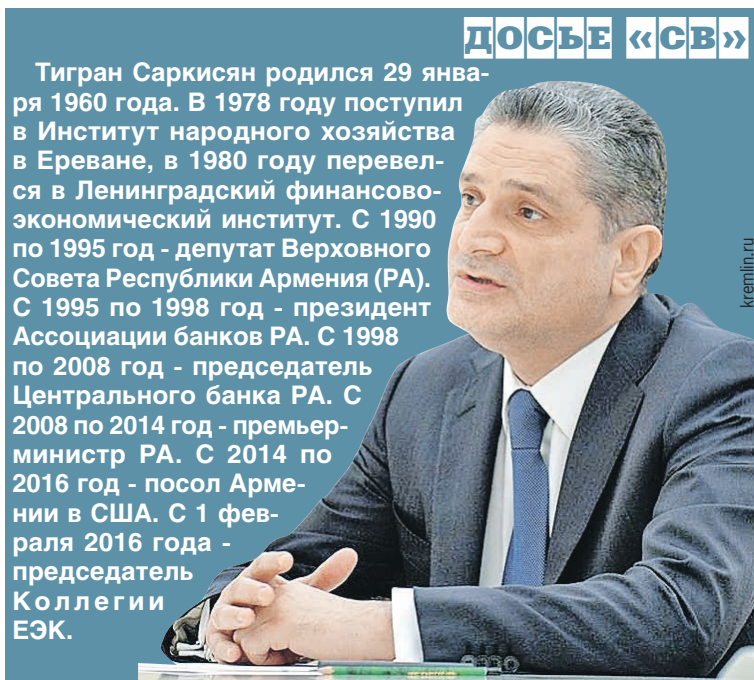 ДОСЬЕ «СВ»
Тигран Саркисян родился 29 янва-
ря 1960 года. В 1978 году поступил
в Институт народного хозяйства
в Ереване, в 1980 году перевел-
ся в Ленинградский финансово-
экономический институт. С 1990
по 1995 год - депутат Верховного
Совета Республики Армения (РА).
С 1995 по 1998 год - президент
Ассоциации банков РА. С 1998
по 2008 год - председатель
Центрального банка РА. С
2008 по 2014 год - премьер-
министр РА. С 2014 по
2016 год - посол Арме-
нии в США. С 1 фев-
раля 2016 года -
председатель
Коллегии
ЕЭК.
kremlin.ru